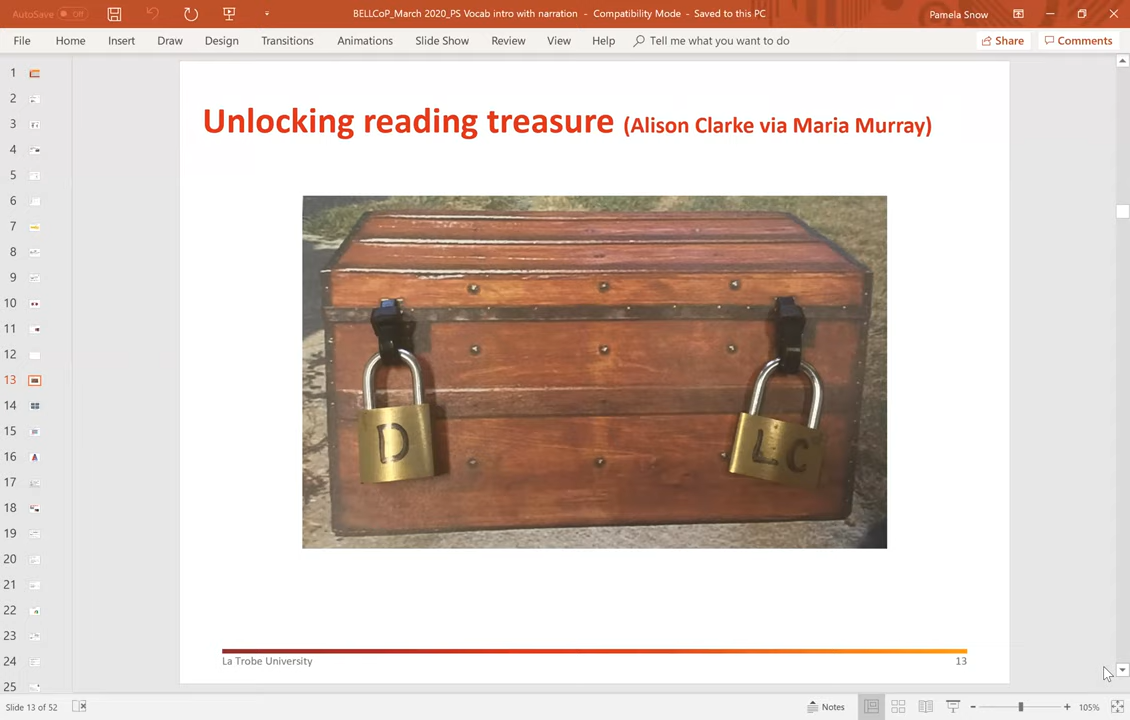 AutoSave Off
BELLCoP_March 2020_PS Vocab intro with narration - Compatibility Mode - Saved to this PC
Pamela Snow
File Home Insert Draw Design Transitions Animations Slide Show Review View Help Tell me what you want to do Share Comments
1
2
3
4
5
6
7
8
9
10
11
12
13
14
15
16
17
18
19
20
21
22
23
24
25
Unlocking reading treasure (Alison Clarke via Maria Murray)
D
LC
La Trobe University 13
Slide 13 of 52 Notes 105%